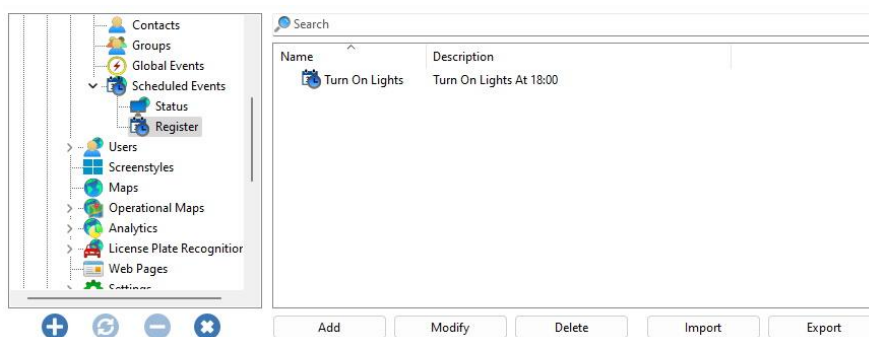 Contacts
Groups
Global Events
Scheduled Events
Status
Register
Users
Screenstyles
Maps
Operational Maps
Analytics
License Plate Recognition
Web Pages
Settings
Search
Name Description
Turn On Lights Turn On Lights At 18:00
Add Modify Delete Import Export